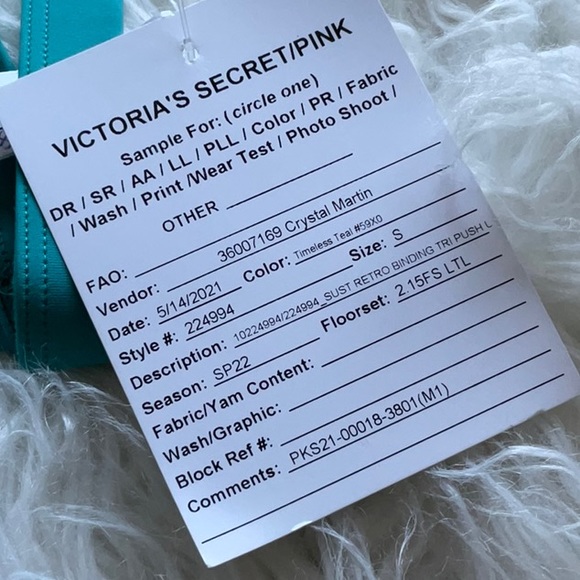 VICTORIA'S SECRET/PINK
Sample For: (circle one)
DR / SR / AA / LL / PLL / Color / PR / Fabric
/ Wash / Print /Wear Test / Photo Shoot /
OTHER
FAO: 36007169 Crystal Martin
Vendor:
Date: 5/14/2021 Color: Timeless Teal #59X0
Style #: 224994 Size: S
Description: 10224994/224994_SUST RETRO BINDING TRI PUSH U
Season: SP22 Floorset: 2.15FS LTL
Fabric/Yam Content:
Wash/Graphic:
Block Ref #:
Comments: PKS21-00018-3801(M1)